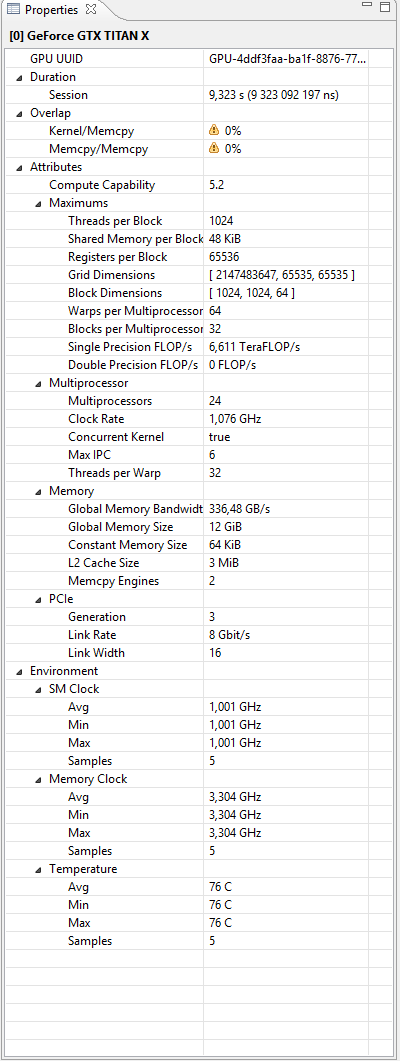 Properties
[0] GeForce GTX TITAN X
GPU UUID GPU-4ddf3faa-ba1f-8876-77...
Duration
Session 9,323 s (9 323 092 197 ns)
Overlap
Kernel/Memcpy 0%
Memcpy/Memcpy 0%
Attributes
Compute Capability 5.2
Maximums
Threads per Block 1024
Shared Memory per Block 48 KiB
Registers per Block 65536
Grid Dimensions [ 2147483647, 65535, 65535 ]
Block Dimensions [ 1024, 1024, 64 ]
Warps per Multiprocessor 64
Blocks per Multiprocessor 32
Single Precision FLOP/s 6,611 TeraFLOP/s
Double Precision FLOP/s 0 FLOP/s
Multiprocessor
Multiprocessors 24
Clock Rate 1,076 GHz
Concurrent Kernel true
Max IPC 6
Threads per Warp 32
Memory
Global Memory Bandwidt 336,48 GB/s
Global Memory Size 12 GiB
Constant Memory Size 64 KiB
L2 Cache Size 3 MiB
Memcpy Engines 2
PCIe
Generation 3
Link Rate 8 Gbit/s
Link Width 16
Environment
SM Clock
Avg 1,001 GHz
Min 1,001 GHz
Max 1,001 GHz
Samples 5
Memory Clock
Avg 3,304 GHz
Min 3,304 GHz
Max 3,304 GHz
Samples 5
Temperature
Avg 76 C
Min 76 C
Max 76 C
Samples 5